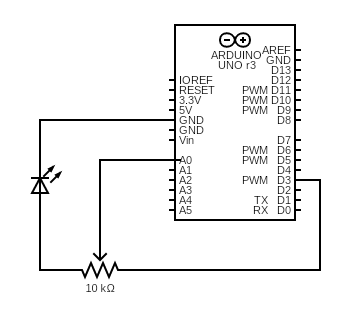 ARDUINO
UNO r3
AREF
GND
D13
IOREF D12
RESET PWM D11
3.3V PWM D10
5V PWM D9
GND D8
GND
Vin D7
PWM D6
A0 PWM D5
A1 D4
A2 PWM D3
A3 D2
A4 TX D1
A5 RX D0
10 kΩ